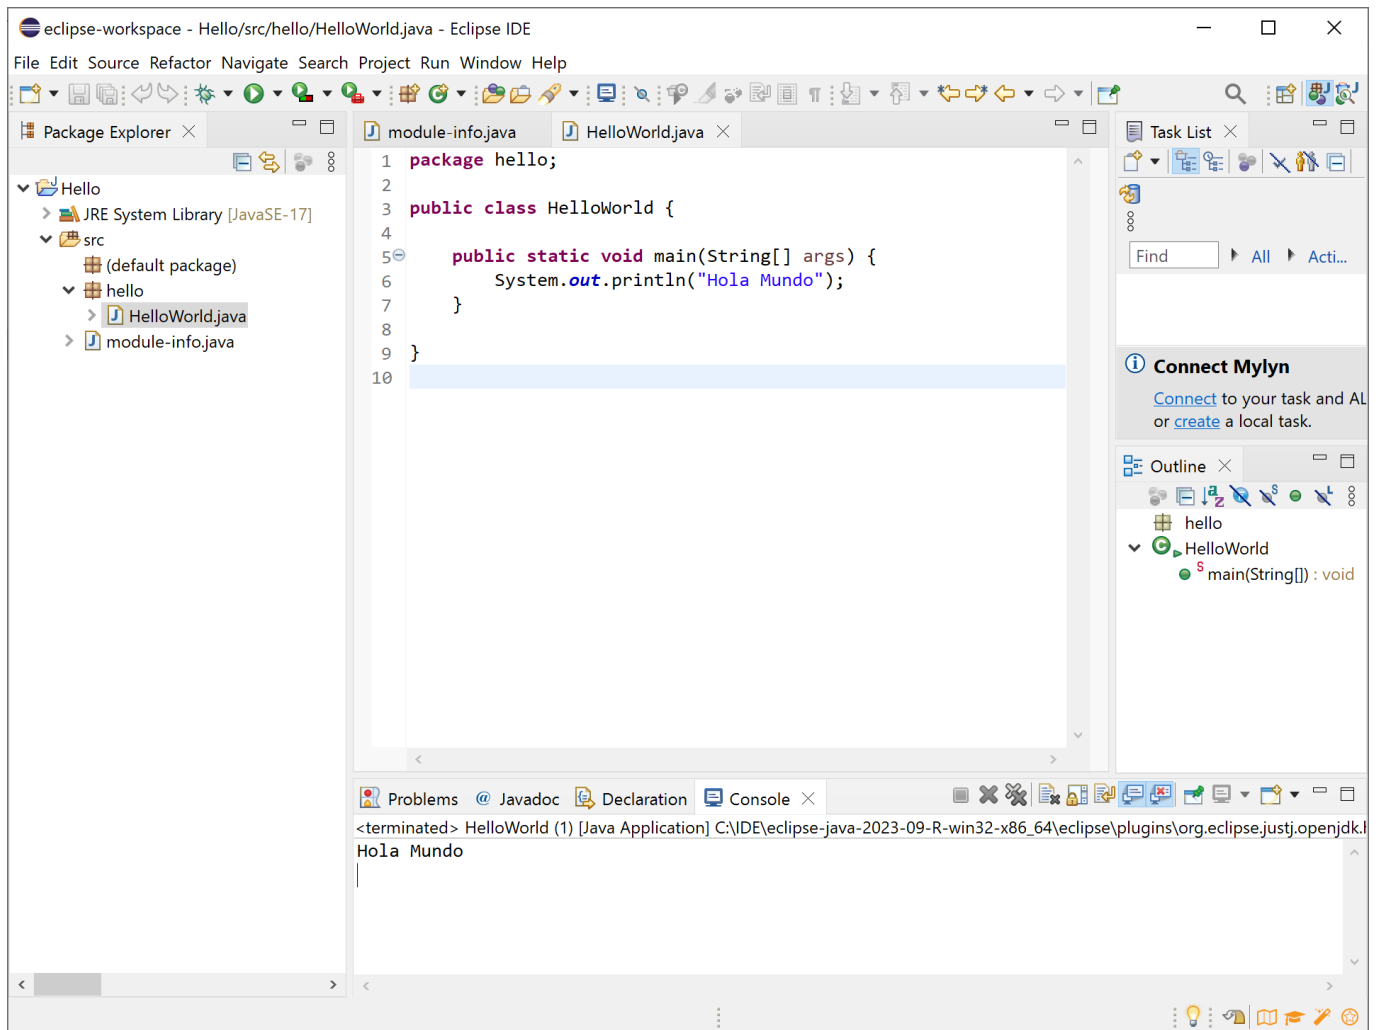 eclipse-workspace - Hello/src/hello/HelloWorld.java - Eclipse IDE
File Edit Source Refactor Navigate Search Project Run Window Help
Package Explorer
Hello
JRE System Library [JavaSE-17]
src
(default package)
hello
HelloWorld.java
module-info.java
module-info.java
HelloWorld.java
1 package hello;
2
3 public class HelloWorld {
4
5 public static void main(String[] args) {
6 System.out.println("Hola Mundo");
7 }
8
9 }
10
Task List
Find
All
Acti...
Connect Mylyn
Connect to your task and AL
or create a local task.
Outline
hello
HelloWorld
main(String[]) : void
Problems
@ Javadoc
Declaration
Console
<terminated> HelloWorld (1) [Java Application] C:\IDE\eclipse-java-2023-09-R-win32-x86_64\eclipse\plugins\org.eclipse.justj.openjdk.
Hola Mundo